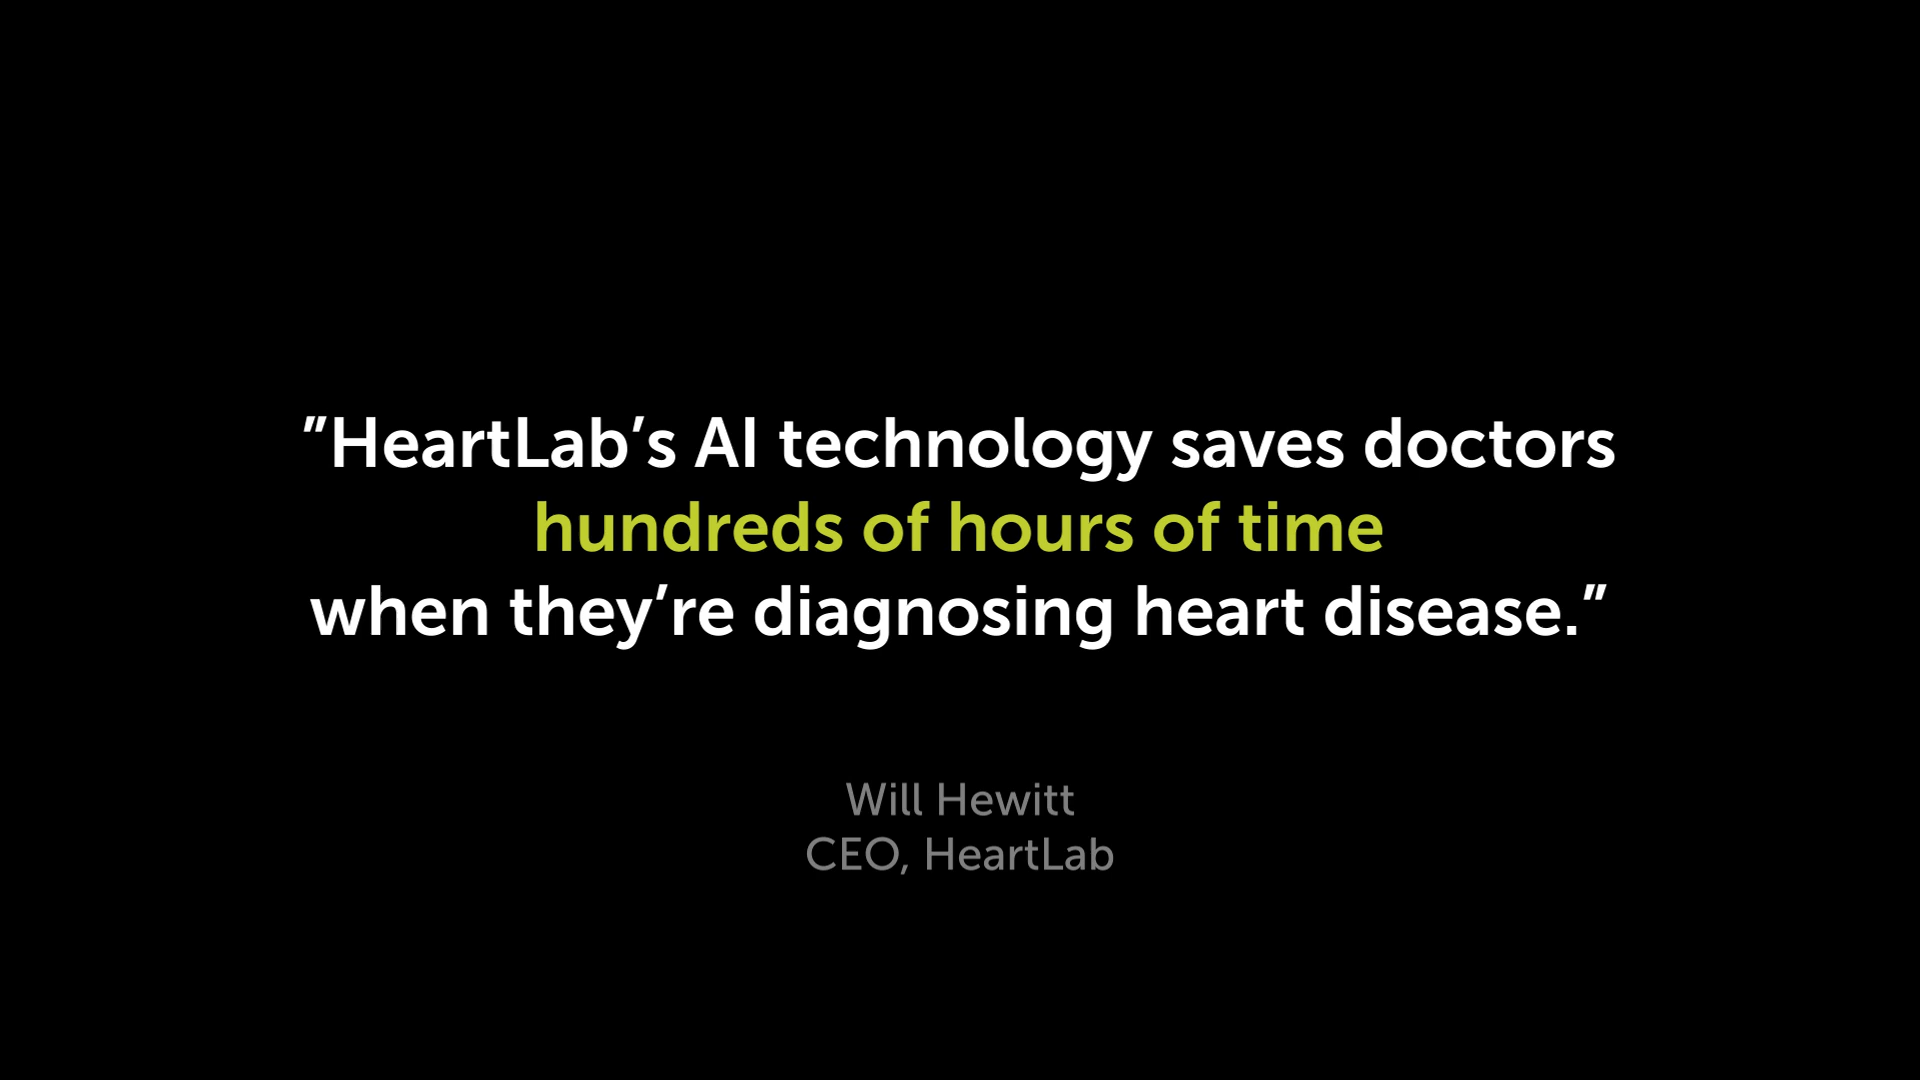 ”HeartLab’s AI technology saves doctors
hundreds of hours of time
when they’re diagnosing heart disease.”
Will Hewitt
CEO, HeartLab